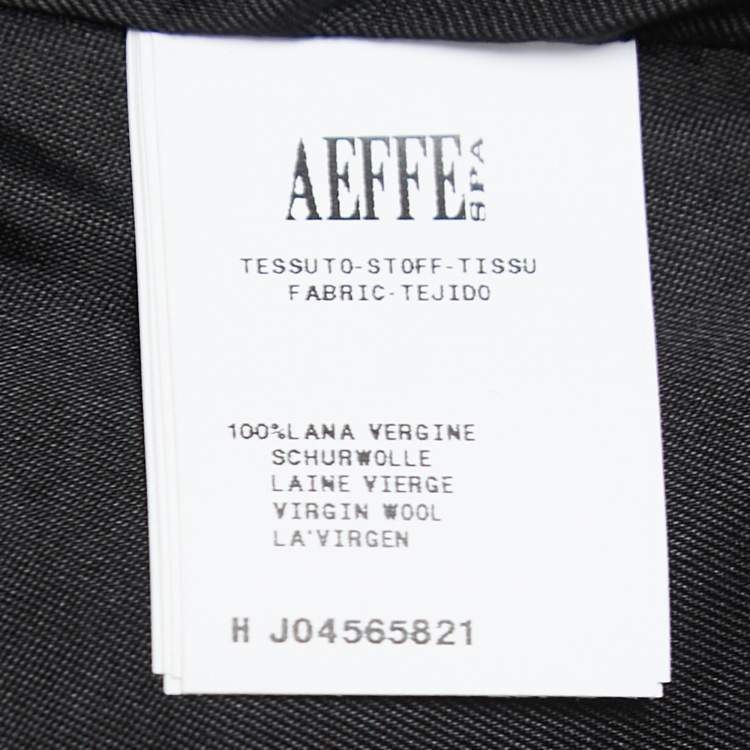 AEFFE SPA
TESSUTO-STOFF-TISSU
FABRIC-TEJIDO
100%LANA VERGINE
SCHURWOLLE
LAINE VIERGE
VIRGIN WOOL
LA'VIRGEN
H J04565821